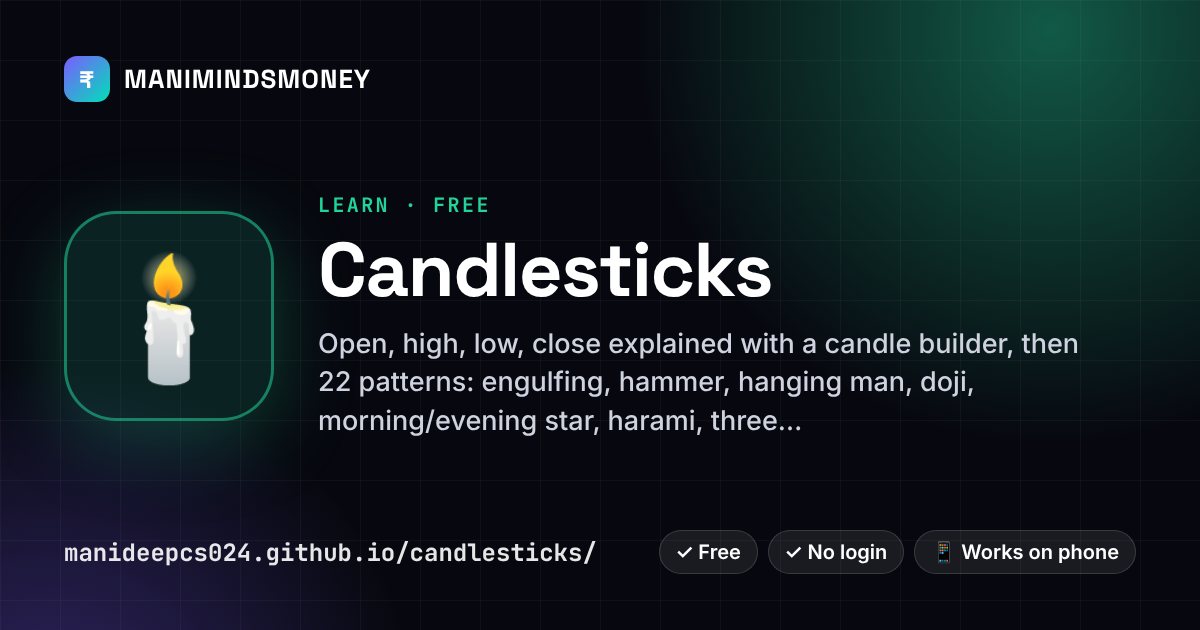 ₹ MANIMINDSMONEY
LEARN · FREE
Candlesticks
Open, high, low, close explained with a candle builder, then
22 patterns: engulfing, hammer, hanging man, doji,
morning/evening star, harami, three...
manideepcs024.github.io/candlesticks/
✓ Free
✓ No login
📱 Works on phone